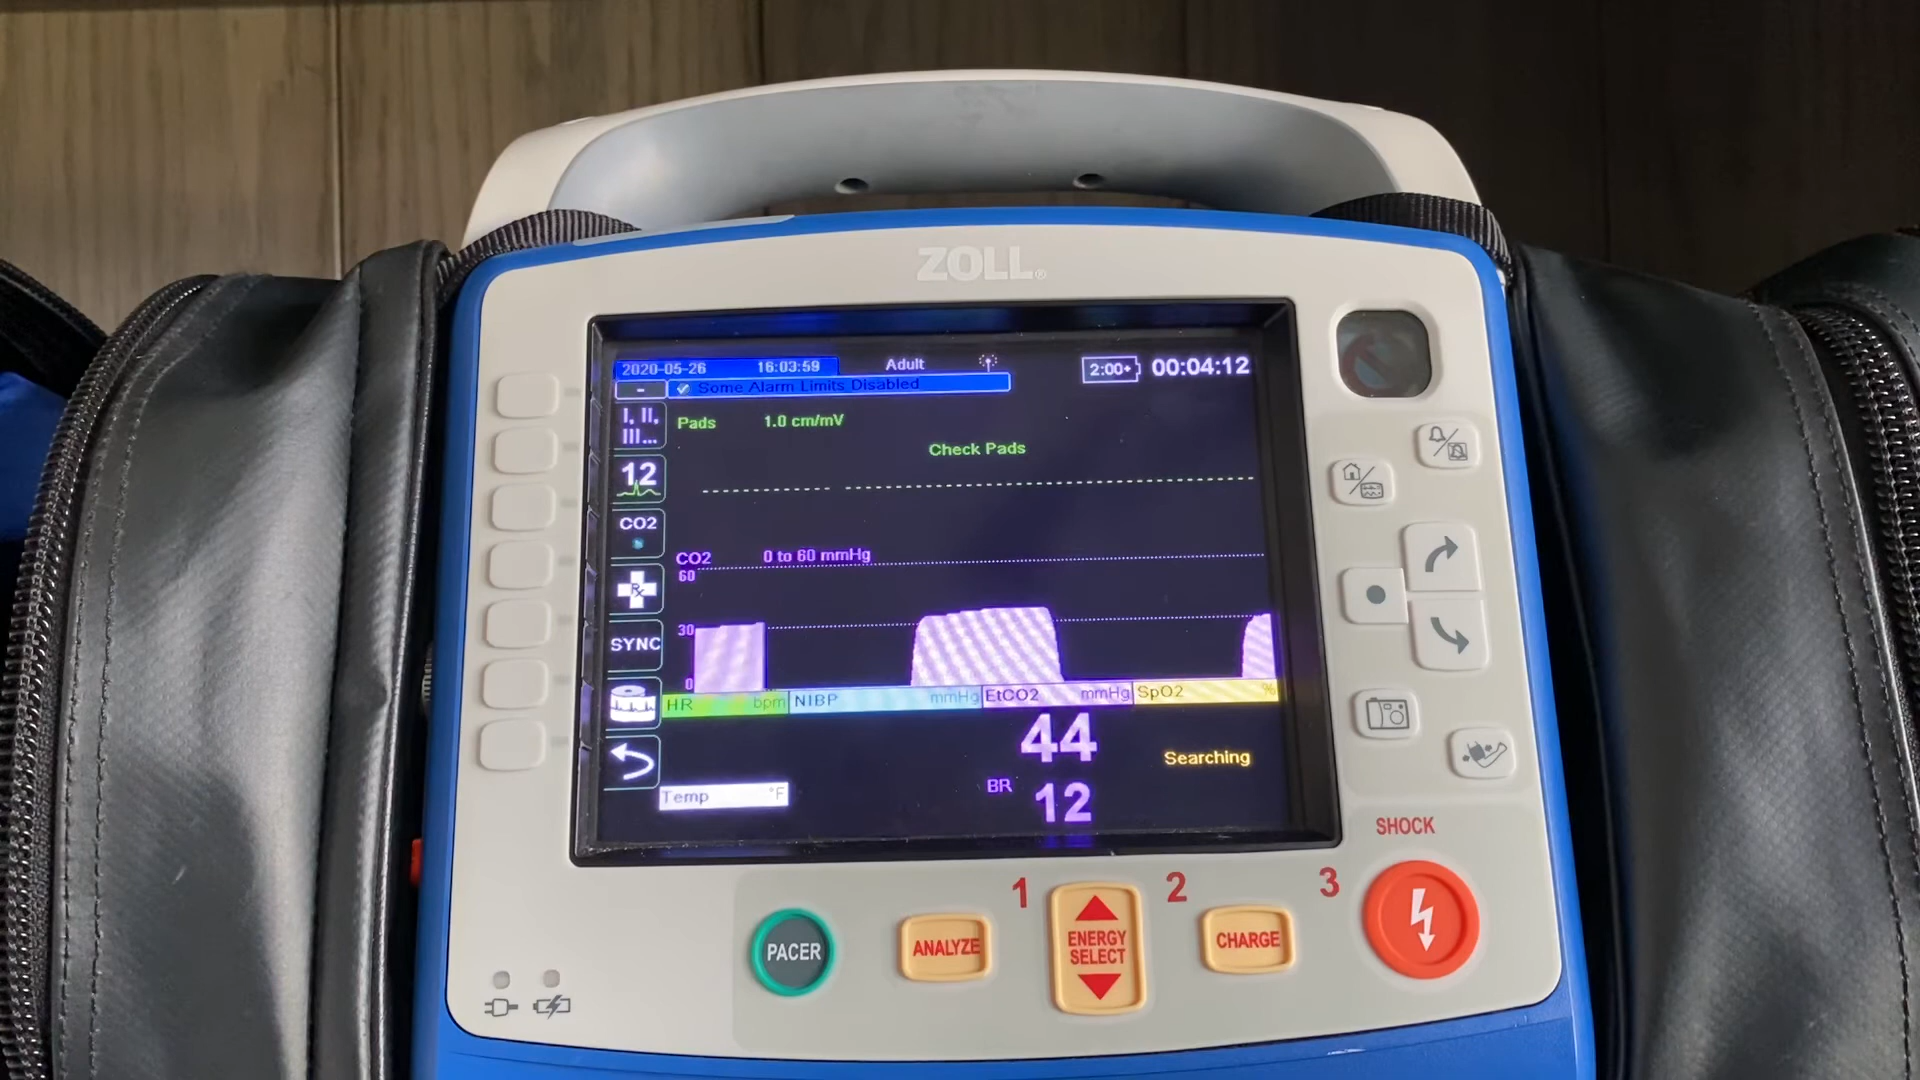 ZOLL®
2020-05-26 16:03:59 Adult 2:00+ 00:04:12
- Some Alarm Limits Disabled
I, II,
III...
Pads 1.0 cm/mV
Check Pads
12
CO2
CO2 0 to 60 mmHg
60
Rx
30
SYNC
0
HR bpm NIBP mmHg EtCO2 mmHg SpO2 %
44
Searching
Temp °F
BR 12
SHOCK
1 2 3
PACER
ANALYZE
ENERGY
SELECT
CHARGE